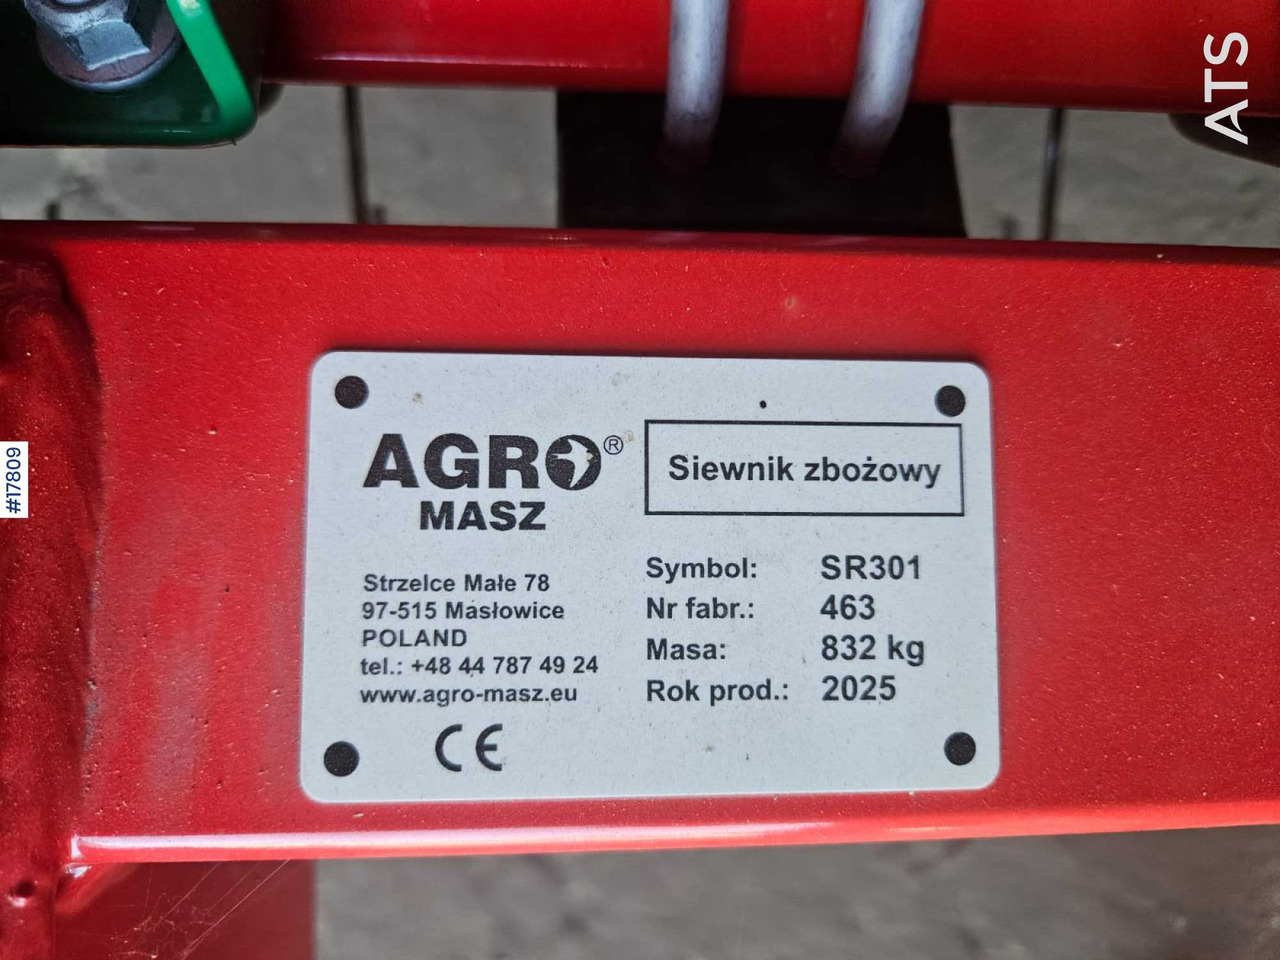 ATS
#17809
AGRO®
MASZ
Siewnik zbożowy
Strzelce Małe 78
97-515 Masłowice
POLAND
tel.: +48 44 787 49 24
www.agro-masz.eu
CE
Symbol: SR301
Nr fabr.: 463
Masa: 832 kg
Rok prod.: 2025